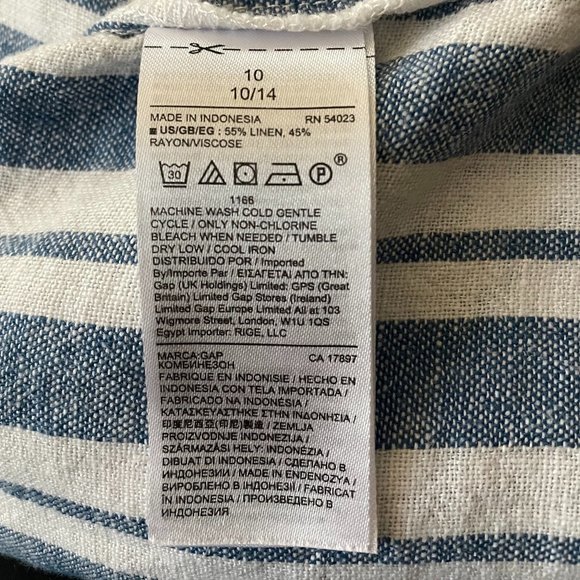 10
10/14
MADE IN INDONESIA RN 54023
US/GB/EG : 55% LINEN, 45%
RAYON/VISCOSE
30 P ®
1166
MACHINE WASH COLD GENTLE
CYCLE / ONLY NON-CHLORINE
BLEACH WHEN NEEDED / TUMBLE
DRY LOW / COOL IRON
DISTRIBUIDO POR / Imported
By/Importe Par / ΕΙΣΑΓΕΤΑΙ ΑΠΟ ΤΗΝ:
Gap (UK Holdings) Limited: GPS (Great
Britain) Limited Gap Stores (Ireland)
Limited Gap Europe Limited All at 103
Wigmore Street, London, W1U 1QS
Egypt Importer: RIGE, LLC
MARCA:GAP CA 17897
КОМБИНЕЗОН
FABRIQUE EN INDONISIE / HECHO EN
INDONESIA CON TELA IMPORTADA /
FABRICADO NA INDONÉSIA /
ΚΑΤΑΣΚΕΥΑΣΤΗΚΕ ΣΤΗΝ ΙΝΔΟΝΗΣΙΑ /
印度尼西亚(印尼)製造 / ZEMLJA
PROIZVODNJE INDONEZIJA /
SZÁRMAZÁSI HELY: INDONÉZIA /
DIBUAT DI INDONESIA / СДЕЛАНО В
ИНДОНЕЗИИ / MADE IN ENDENOZYA /
ВИРОБЛЕНО В ІНДОНЕЗІЇ / FABRICAT
ÎN INDONESIA / ПРОИЗВЕДЕНО В
ИНДОНЕЗИЯ